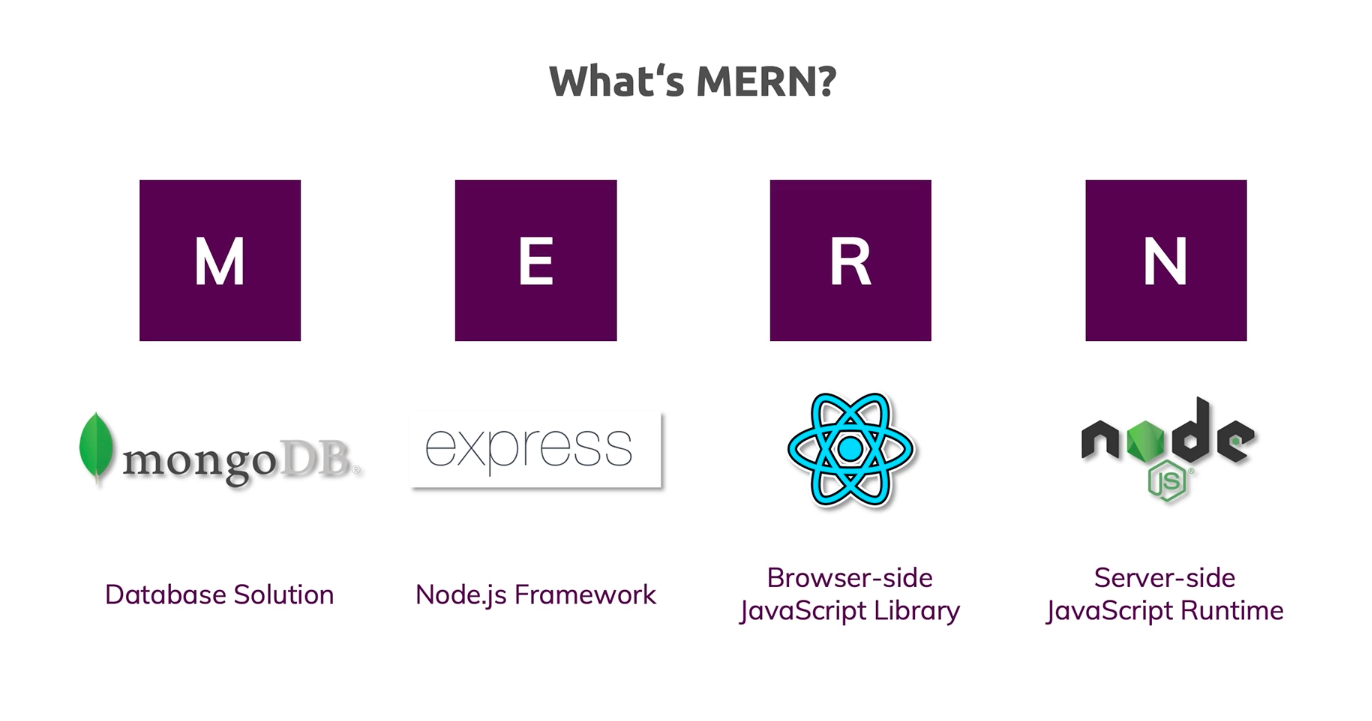 What‘s MERN?
M E R N
mongoDB®
express
node
JS®
Database Solution
Node.js Framework
Browser-side
JavaScript Library
Server-side
JavaScript Runtime